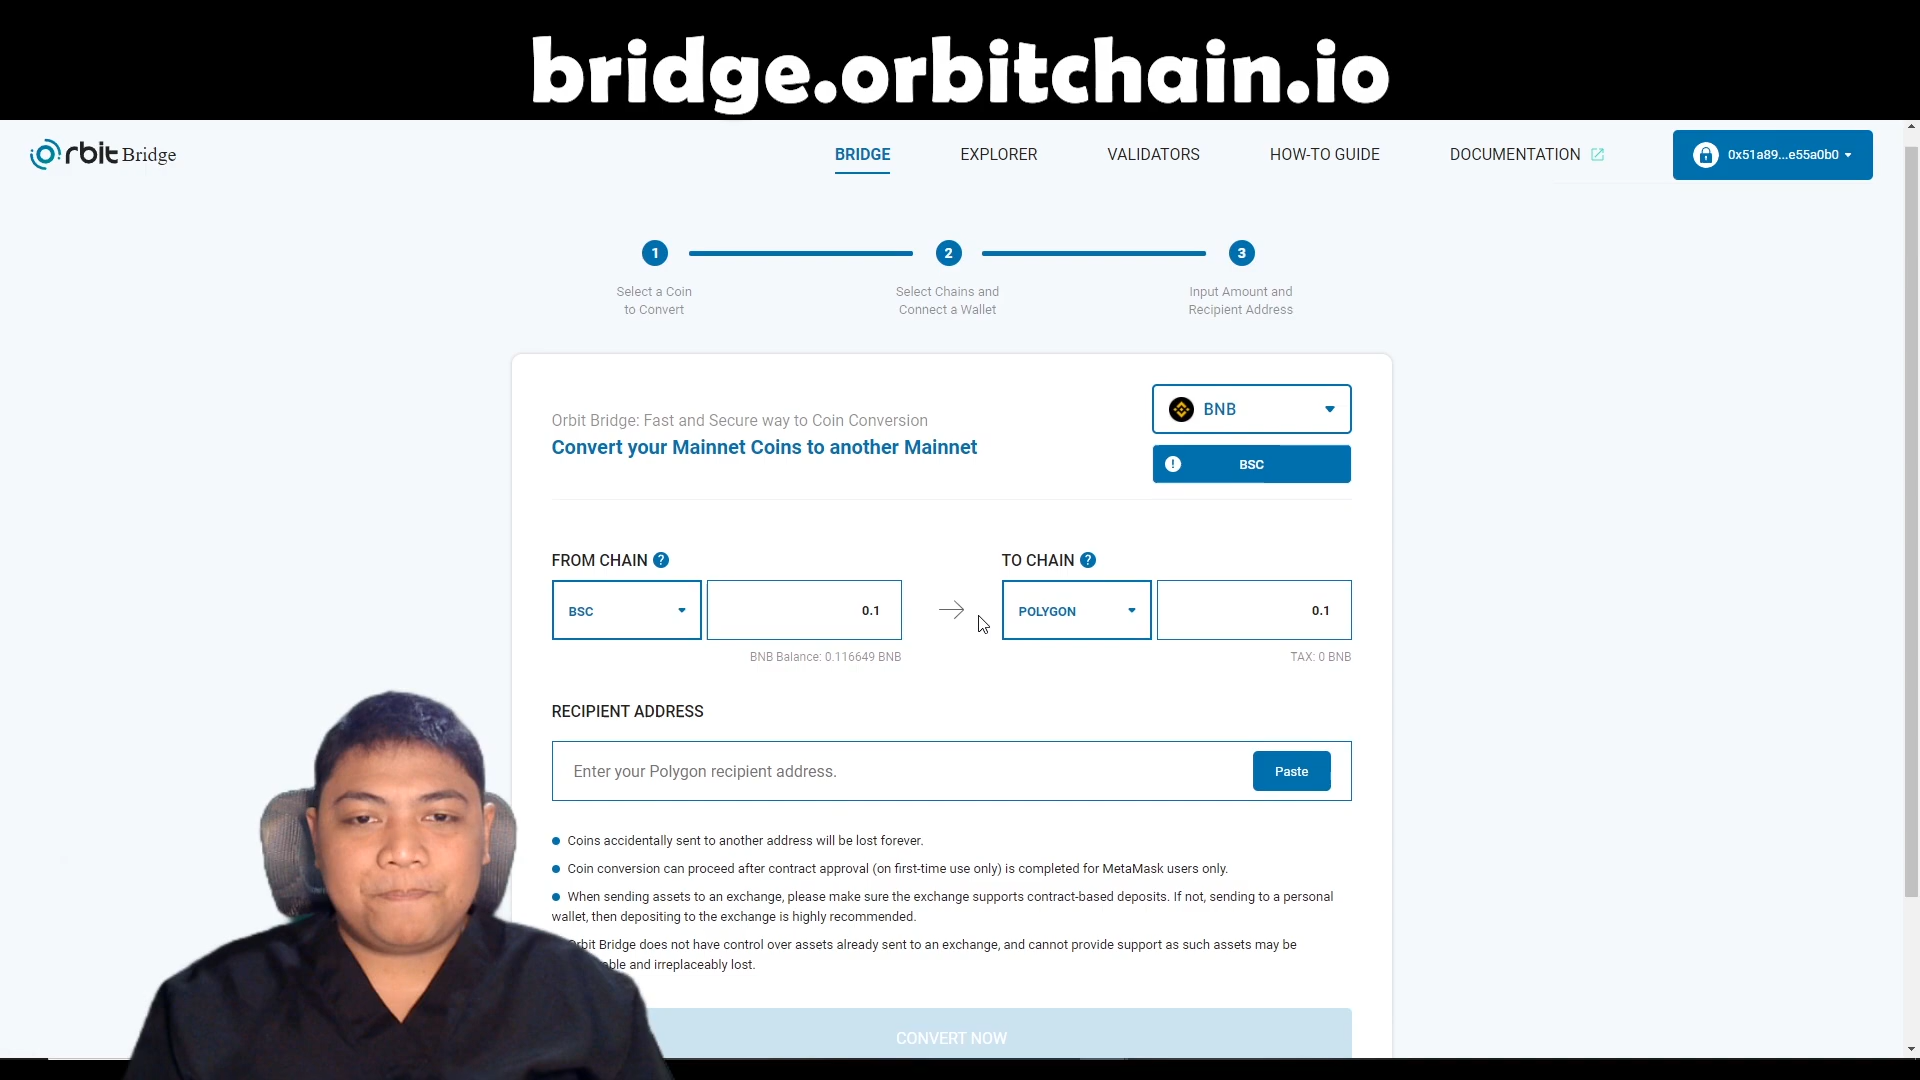 bridge.orbitchain.io
Orbit Bridge
BRIDGE
EXPLORER
VALIDATORS
HOW-TO GUIDE
DOCUMENTATION
0x51a89...e55a0b0
1
2
3
Select a Coin
to Convert
Select Chains and
Connect a Wallet
Input Amount and
Recipient Address
Orbit Bridge: Fast and Secure way to Coin Conversion
Convert your Mainnet Coins to another Mainnet
BNB
! BSC
FROM CHAIN ?
TO CHAIN ?
BSC
0.1
POLYGON
0.1
BNB Balance: 0.116649 BNB
TAX: 0 BNB
RECIPIENT ADDRESS
Enter your Polygon recipient address.
Paste
Coins accidentally sent to another address will be lost forever.
Coin conversion can proceed after contract approval (on first-time use only) is completed for MetaMask users only.
When sending assets to an exchange, please make sure the exchange supports contract-based deposits. If not, sending to a personal
wallet, then depositing to the exchange is highly recommended.
Orbit Bridge does not have control over assets already sent to an exchange, and cannot provide support as such assets may be
and irreplaceably lost.
CONVERT NOW